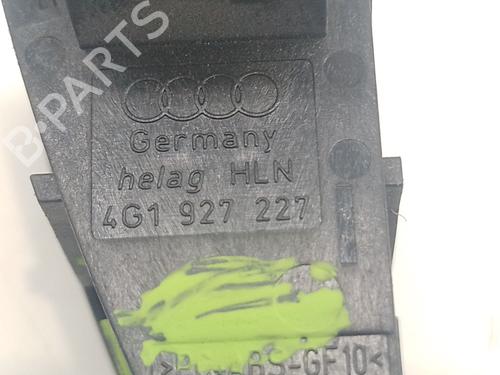 B-PARTS
Germany
helag HLN
4G1 927 227